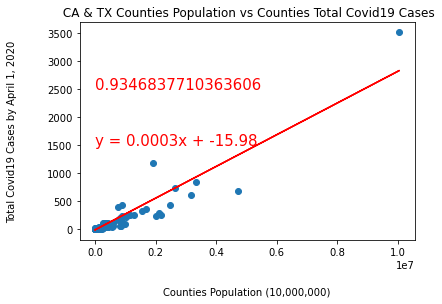 CA & TX Counties Population vs Counties Total Covid19 Cases
Total Covid19 Cases by April 1, 2020
3500
3000
2500
2000
1500
1000
500
0
0.9346837710363606
y = 0.0003x + -15.98
0.0 0.2 0.4 0.6 0.8 1.0
1e7
Counties Population (10,000,000)